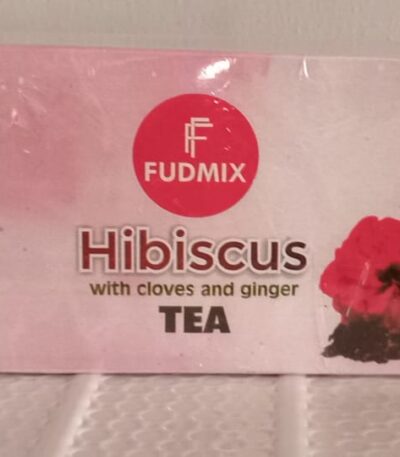 FUDMIX
Hibiscus
with cloves and ginger
TEA